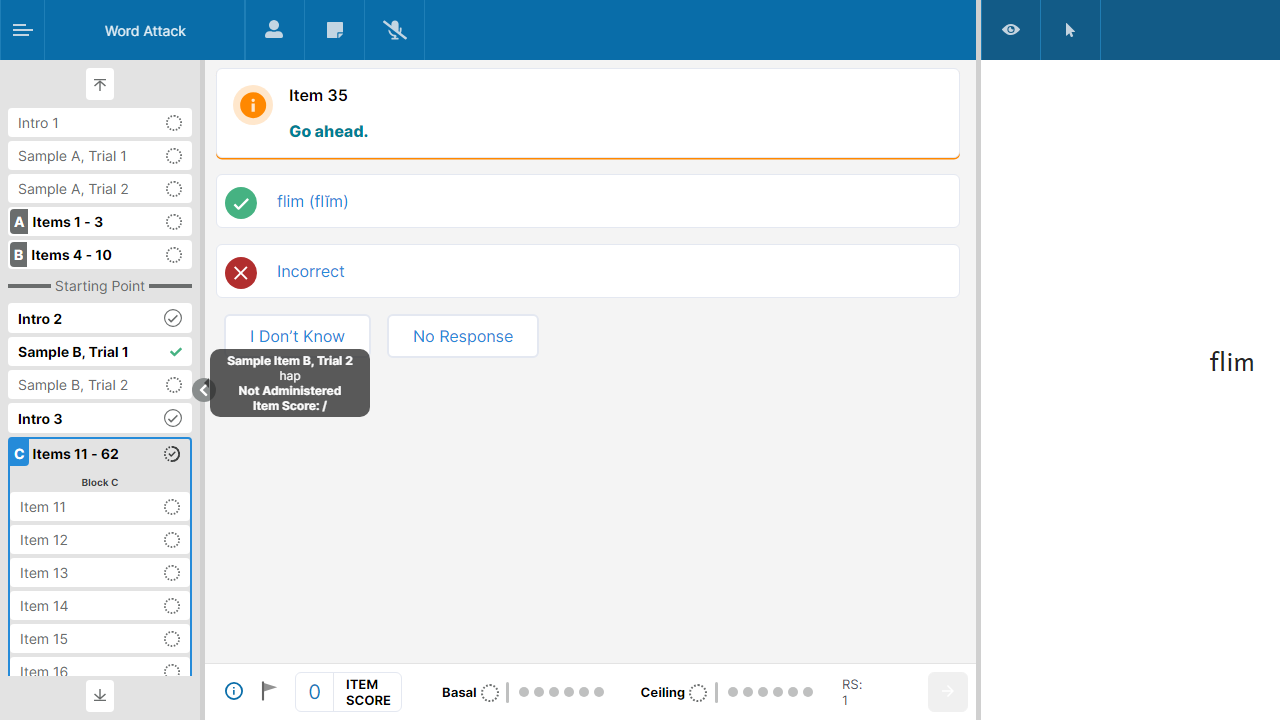 Word Attack
Intro 1
Sample A, Trial 1
Sample A, Trial 2
A Items 1 - 3
B Items 4 - 10
Starting Point
Intro 2
Sample B, Trial 1
Sample B, Trial 2
Intro 3
C Items 11 - 62
Block C
Item 11
Item 12
Item 13
Item 14
Item 15
Item 16
Item 35
Go ahead.
flim (flĭm)
Incorrect
I Don’t Know
No Response
Sample Item B, Trial 2
hap
Not Administered
Item Score: /
0 ITEM SCORE
Basal
Ceiling
RS:
1
flim